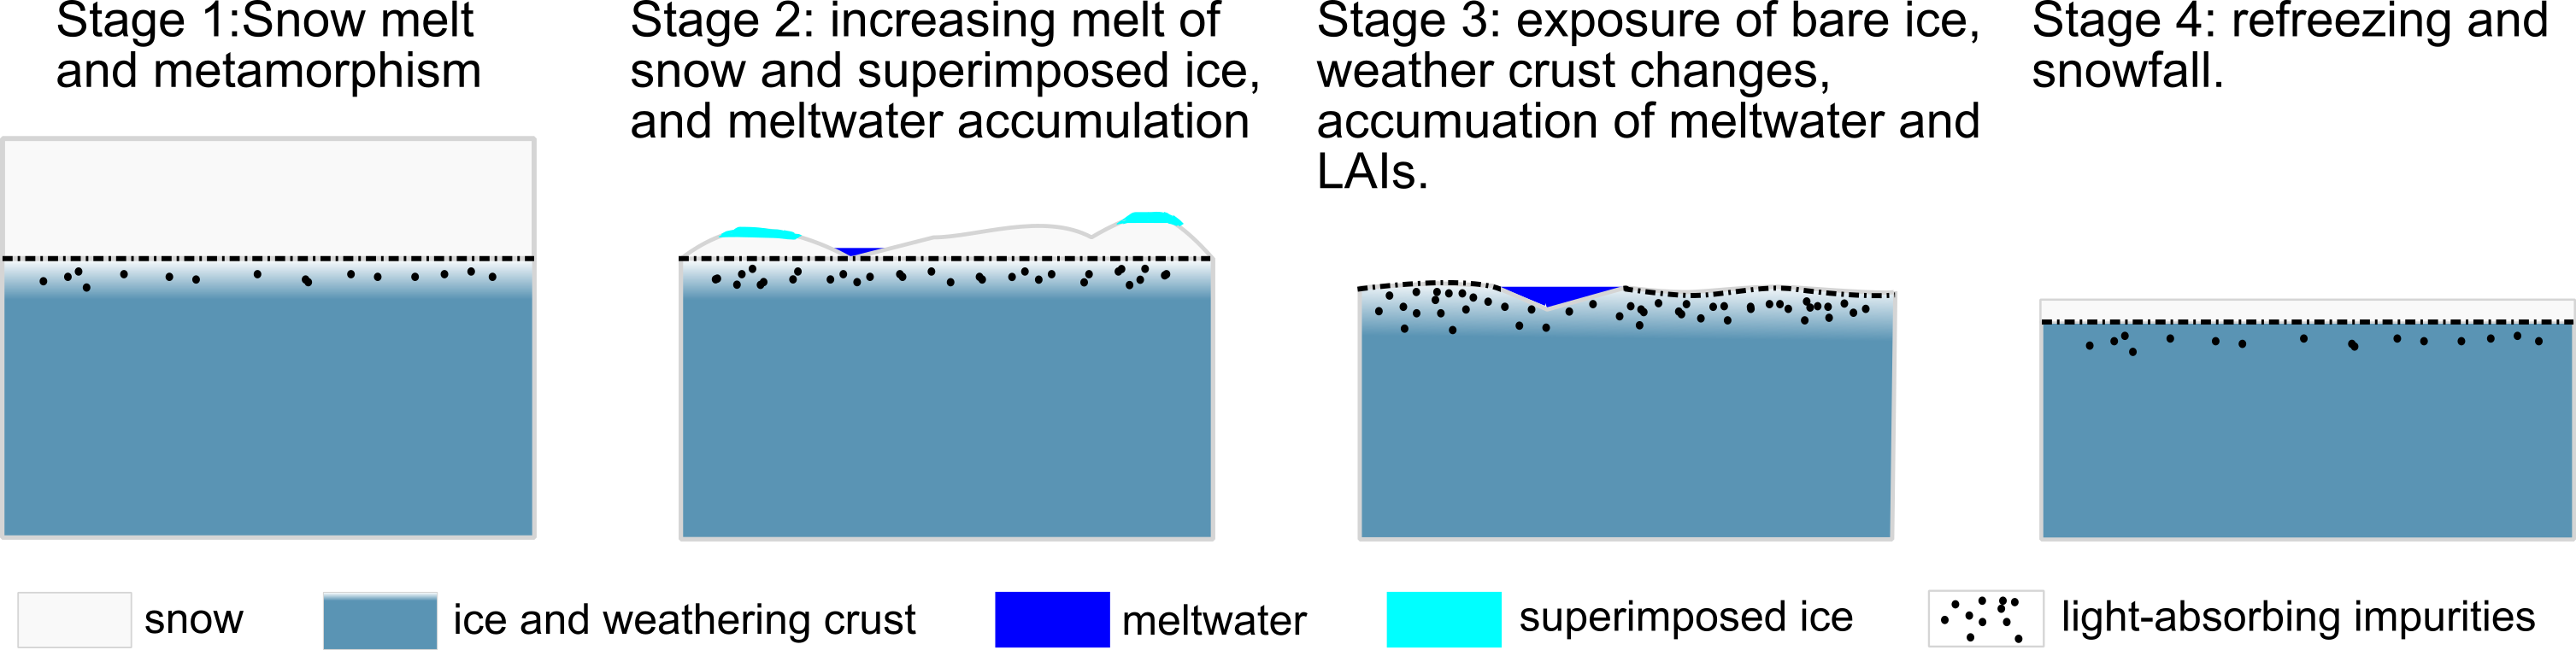 Stage 1:Snow melt
and metamorphism
Stage 2: increasing melt of
snow and superimposed ice,
and meltwater accumulation
Stage 3: exposure of bare ice,
weather crust changes,
accumuation of meltwater and
LAIs.
Stage 4: refreezing and
snowfall.
snow
ice and weathering crust
meltwater
superimposed ice
light-absorbing impurities